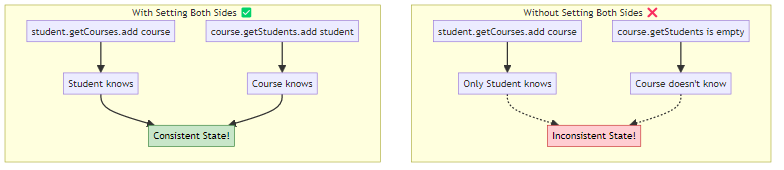 With Setting Both Sides ✅
student.getCourses.add course
course.getStudents.add student
Student knows
Course knows
Consistent State!
Without Setting Both Sides ❌
student.getCourses.add course
course.getStudents is empty
Only Student knows
Course doesn't know
Inconsistent State!